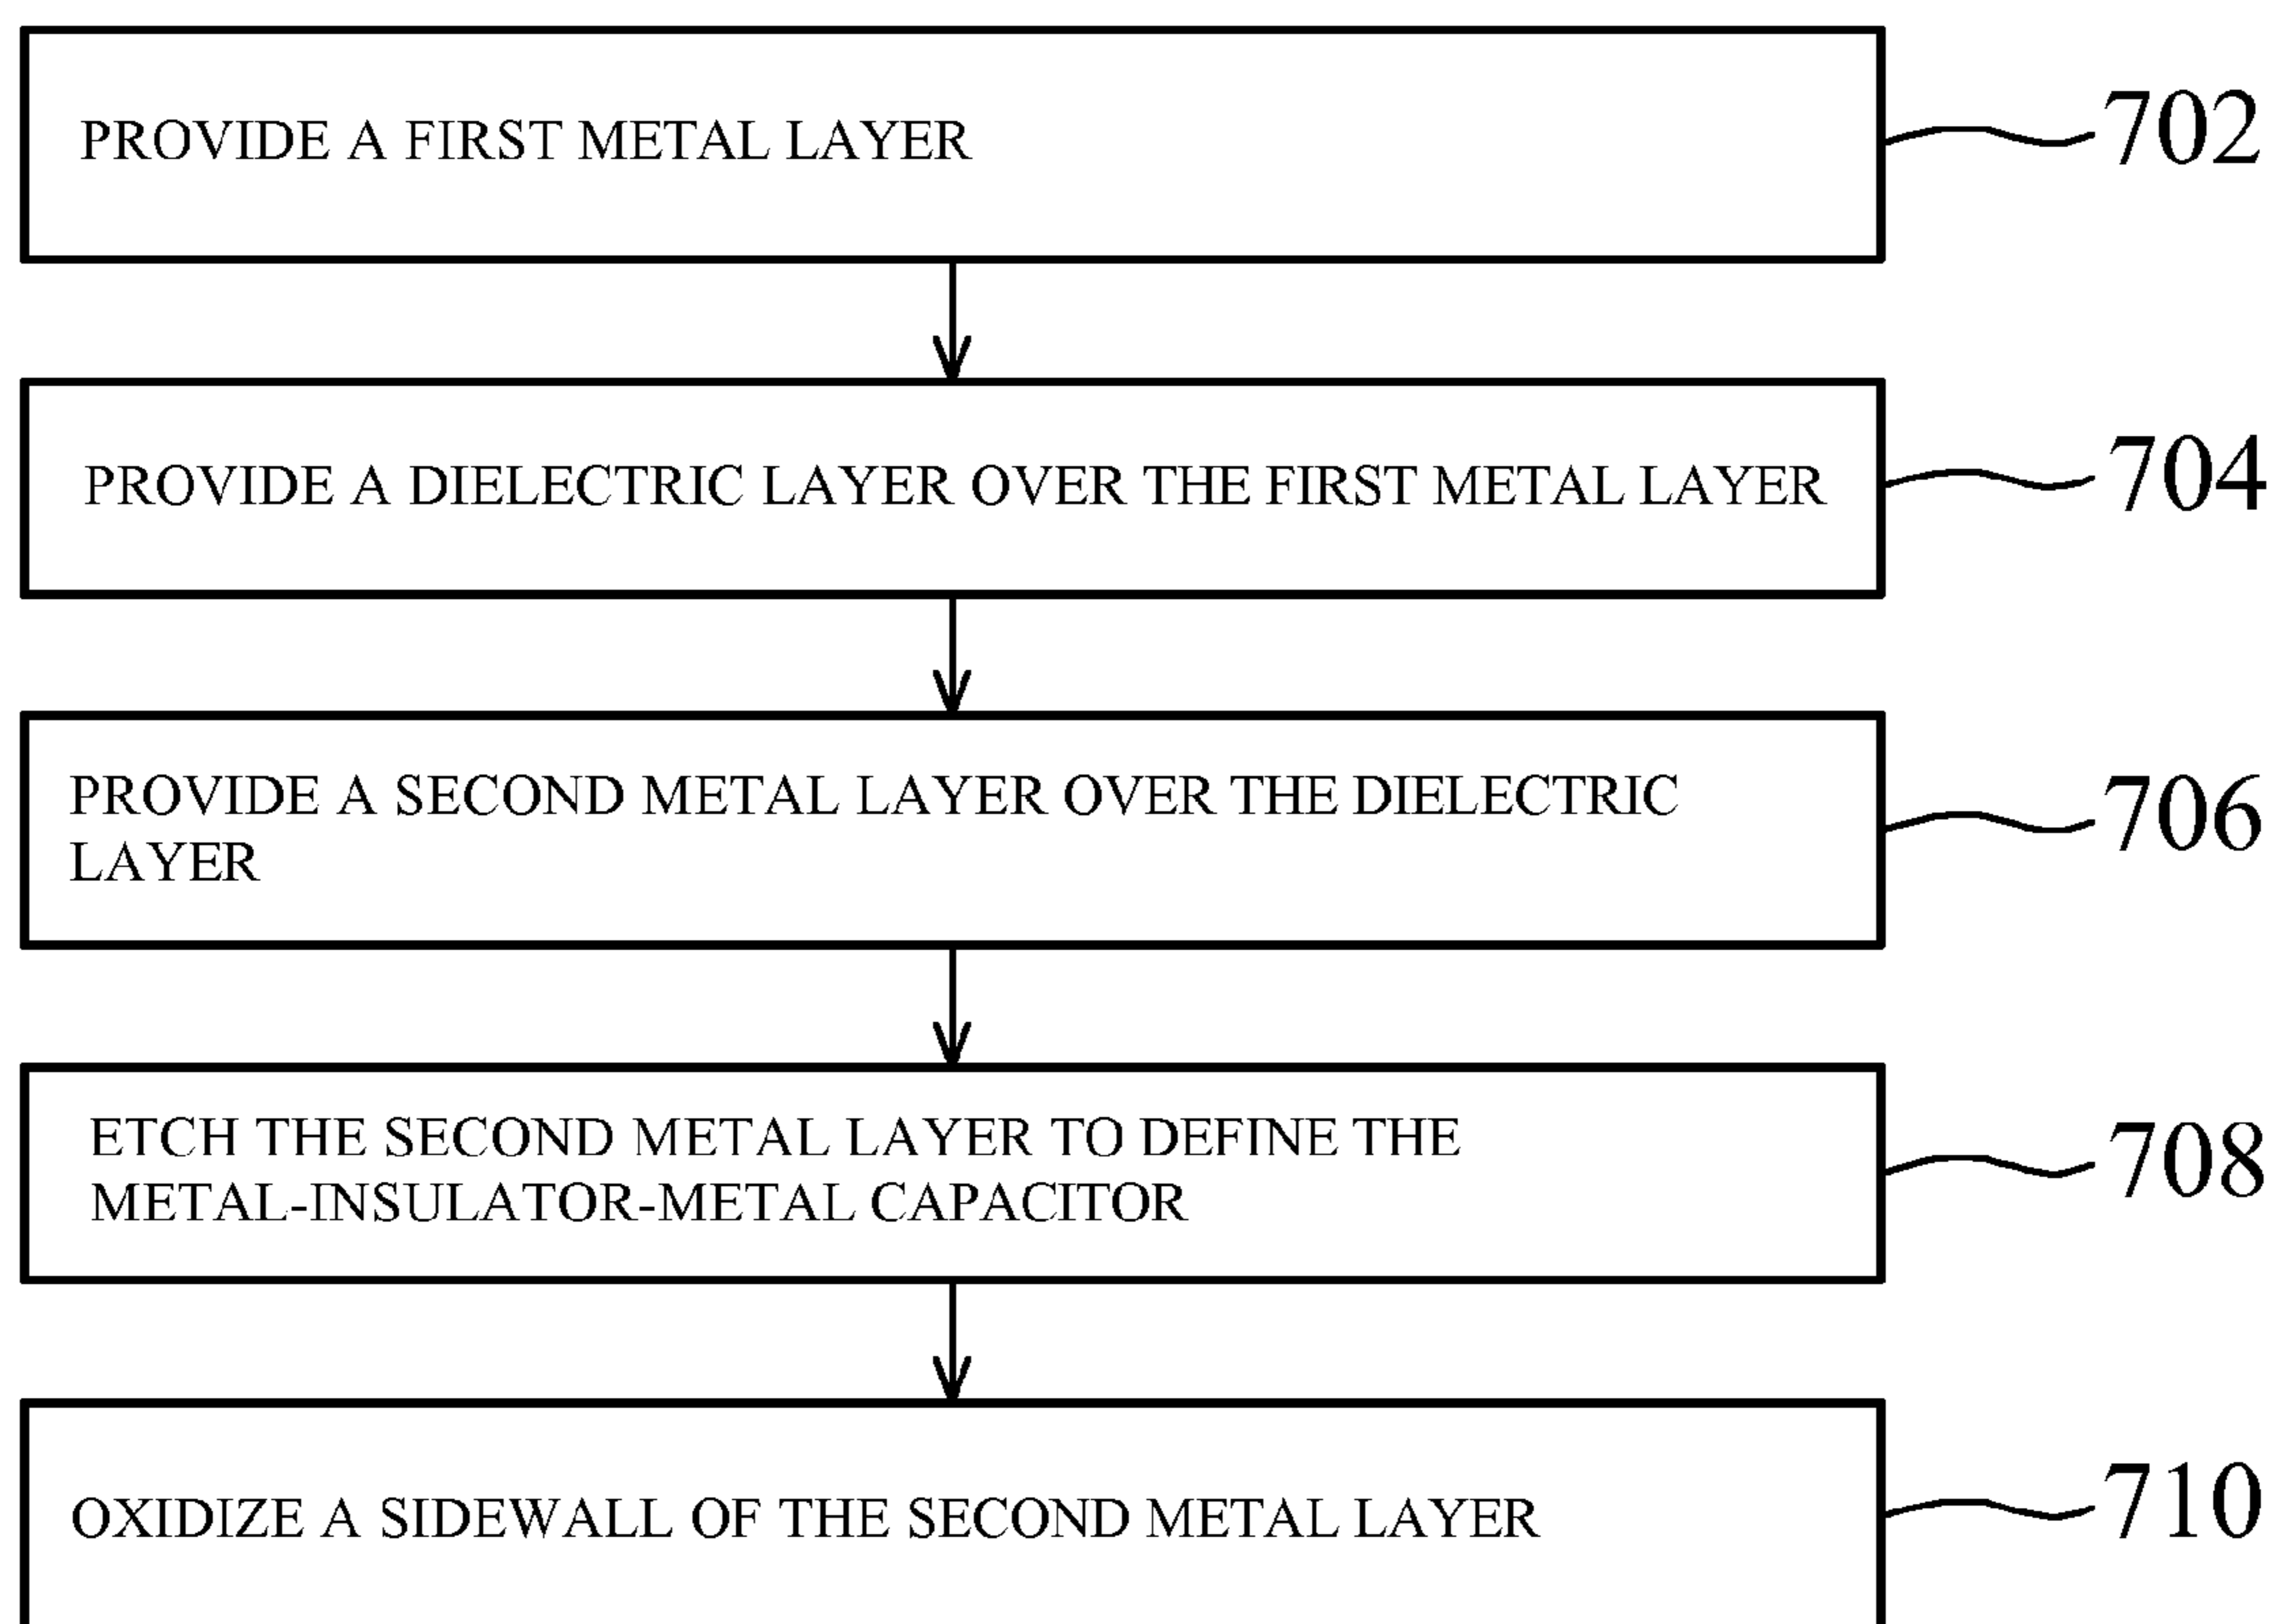 PROVIDE A FIRST METAL LAYER
702
PROVIDE A DIELECTRIC LAYER OVER THE FIRST METAL LAYER
704
PROVIDE A SECOND METAL LAYER OVER THE DIELECTRIC
LAYER
706
ETCH THE SECOND METAL LAYER TO DEFINE THE
METAL-INSULATOR-METAL CAPACITOR
708
OXIDIZE A SIDEWALL OF THE SECOND METAL LAYER
710